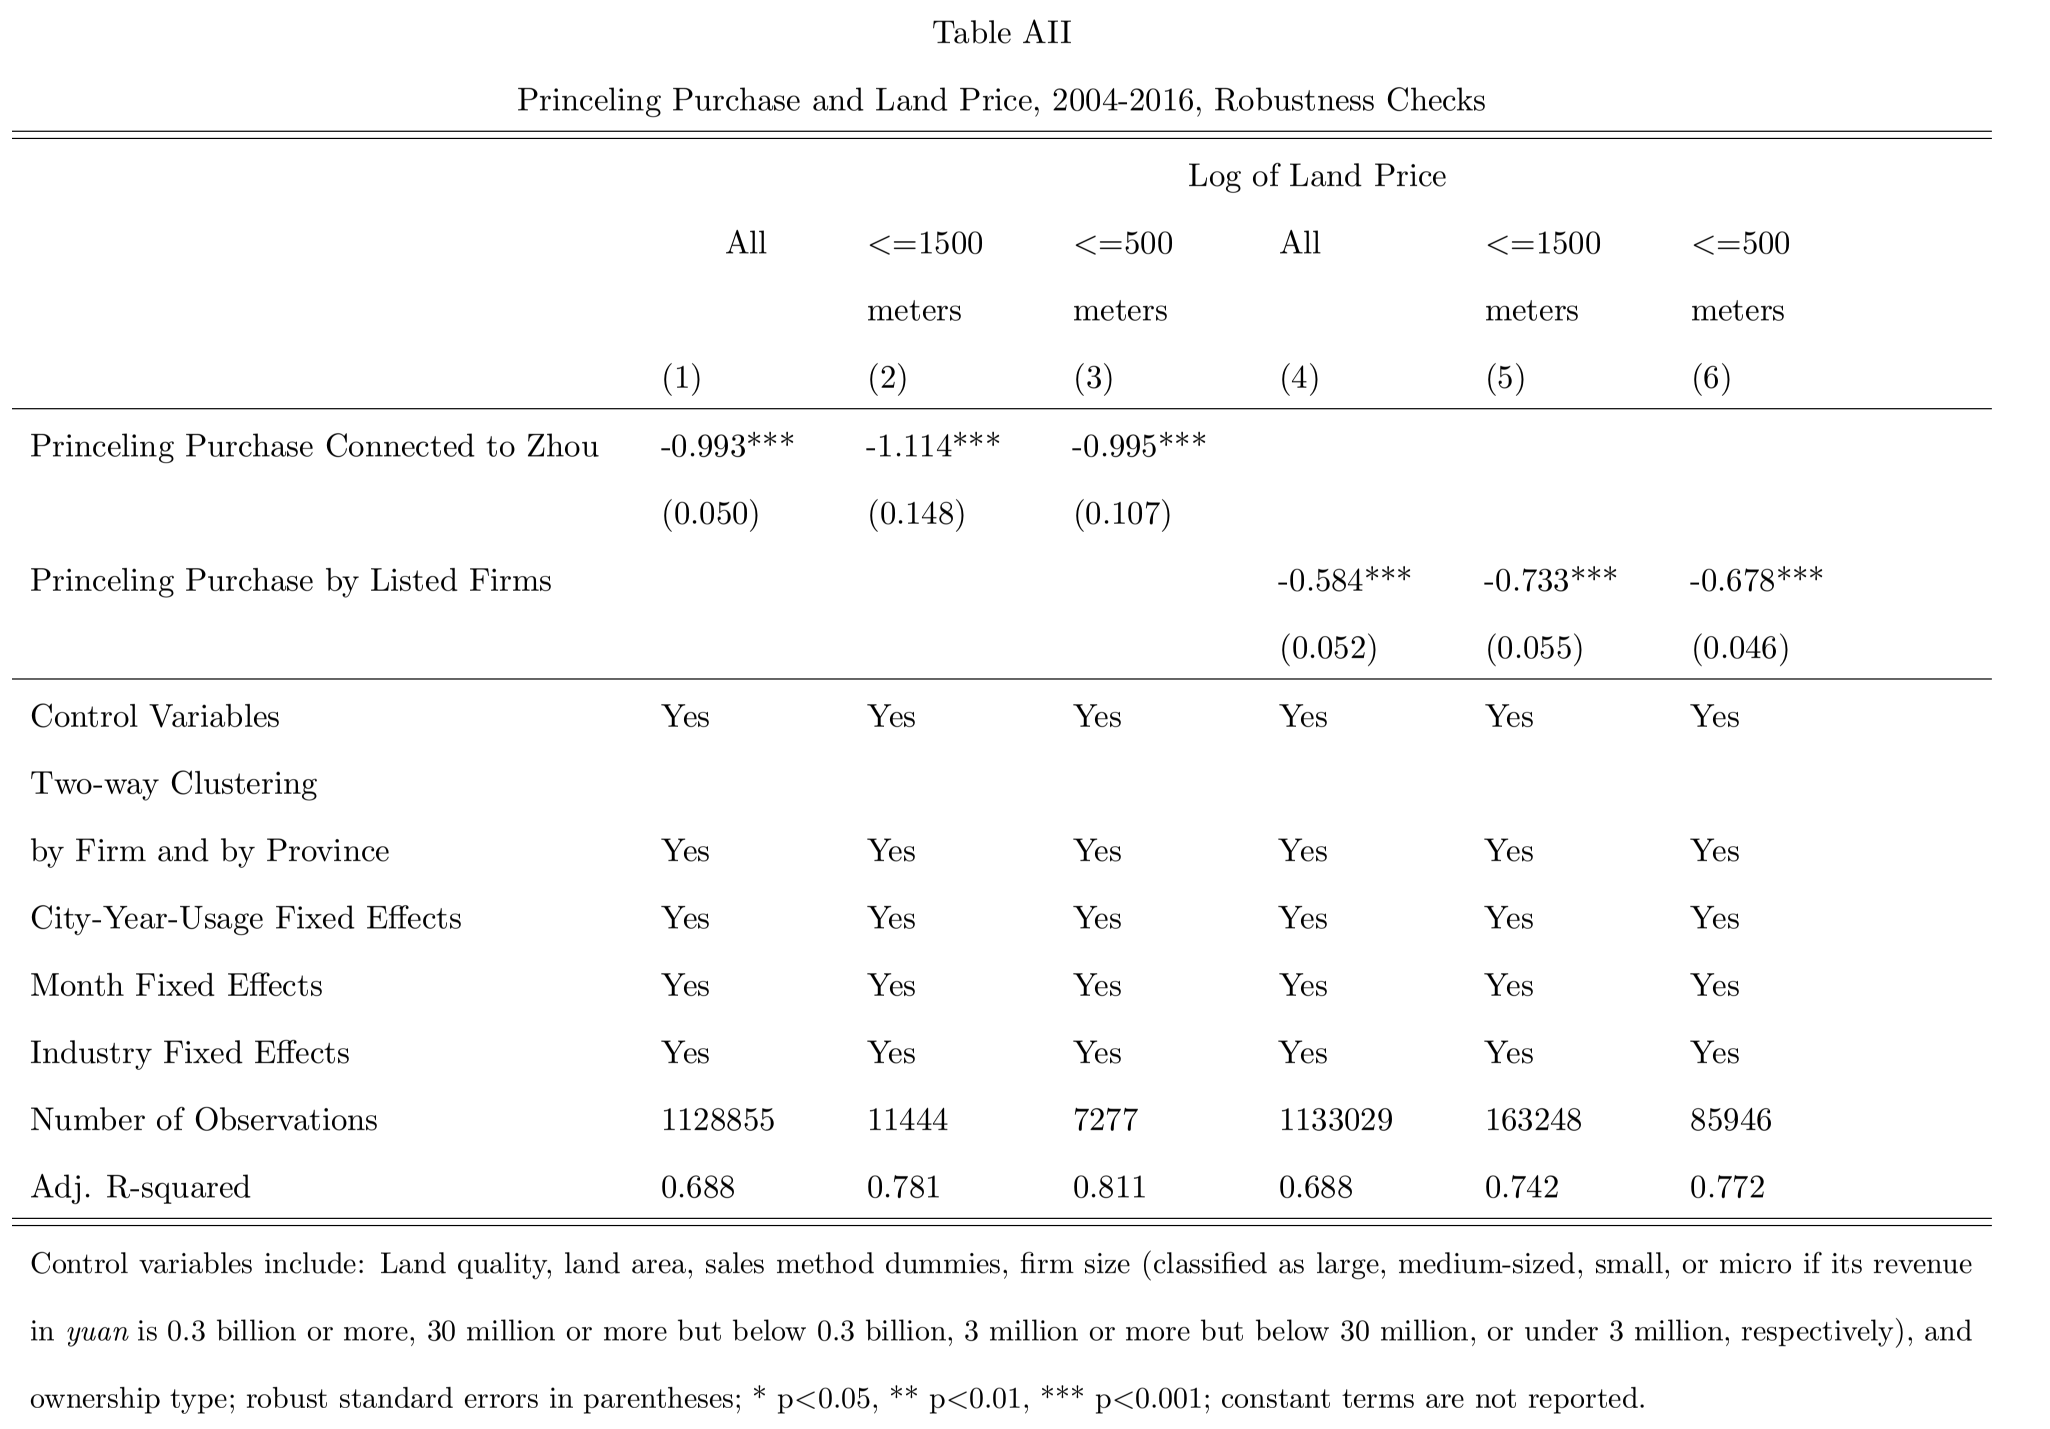 Table AII
Princeling Purchase and Land Price, 2004-2016, Robustness Checks
Log of Land Price
All <=1500 <=500 All <=1500 <=500
meters meters meters meters
(1) (2) (3) (4) (5) (6)
Princeling Purchase Connected to Zhou -0.993*** -1.114*** -0.995***
(0.050) (0.148) (0.107)
Princeling Purchase by Listed Firms -0.584*** -0.733*** -0.678***
(0.052) (0.055) (0.046)
Control Variables Yes Yes Yes Yes Yes Yes
Two-way Clustering
by Firm and by Province Yes Yes Yes Yes Yes Yes
City-Year-Usage Fixed Effects Yes Yes Yes Yes Yes Yes
Month Fixed Effects Yes Yes Yes Yes Yes Yes
Industry Fixed Effects Yes Yes Yes Yes Yes Yes
Number of Observations 1128855 11444 7277 1133029 163248 85946
Adj. R-squared 0.688 0.781 0.811 0.688 0.742 0.772
Control variables include: Land quality, land area, sales method dummies, firm size (classified as large, medium-sized, small, or micro if its revenue
in yuan is 0.3 billion or more, 30 million or more but below 0.3 billion, 3 million or more but below 30 million, or under 3 million, respectively), and
ownership type; robust standard errors in parentheses; * p<0.05, ** p<0.01, *** p<0.001; constant terms are not reported.